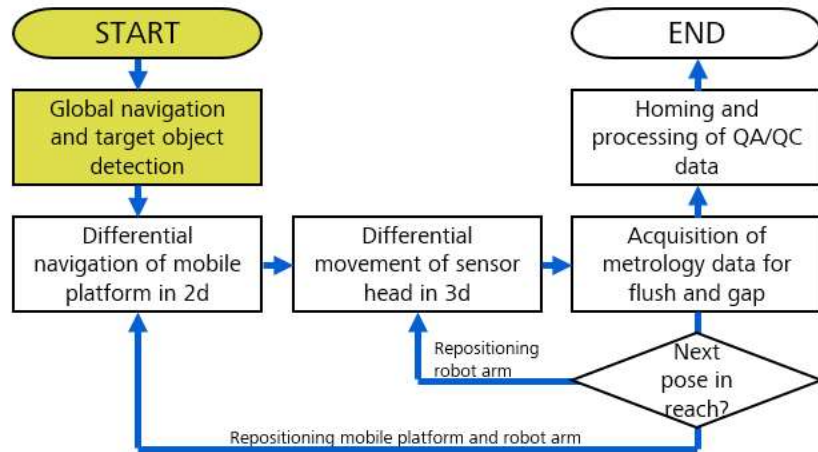 START
END
Global navigation
and target object
detection
Homing and
processing of QA/QC
data
Differential
navigation of mobile
platform in 2d
Differential
movement of sensor
head in 3d
Acquisition of
metrology data for
flush and gap
Repositioning
robot arm
Next
pose in
reach?
Repositioning mobile platform and robot arm